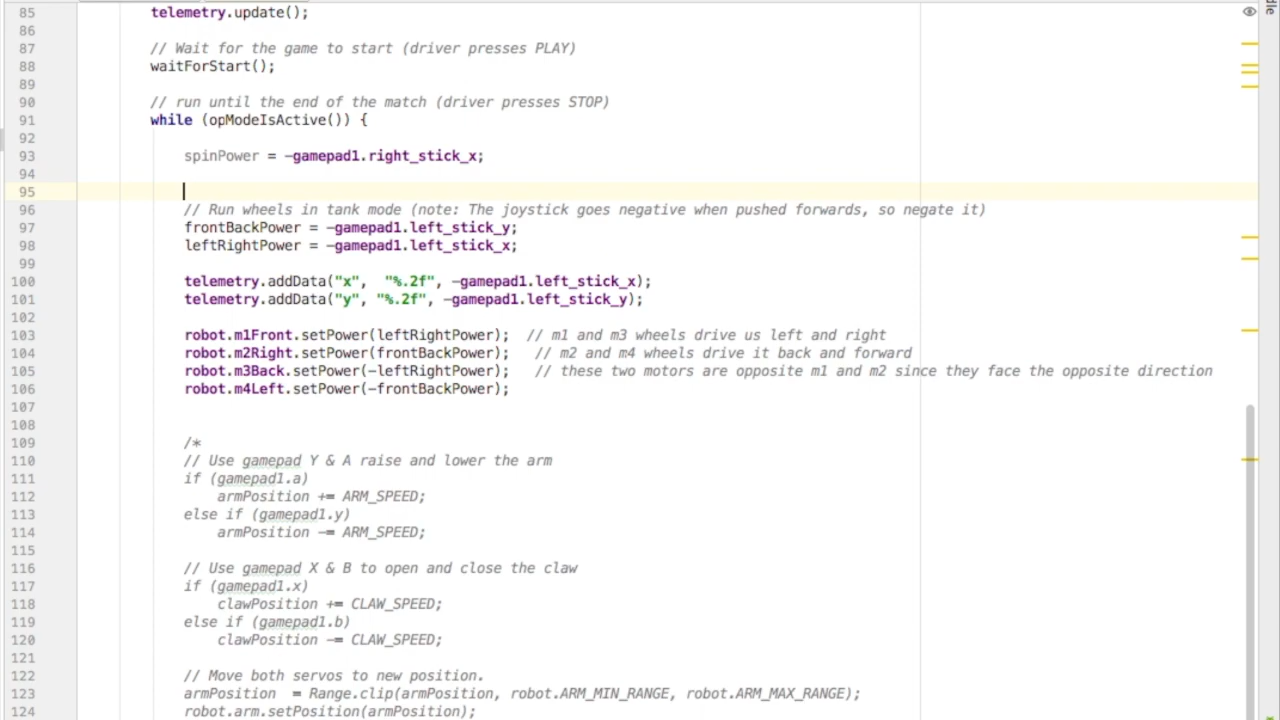 85 telemetry.update();
86
87 // Wait for the game to start (driver presses PLAY)
88 waitForStart();
89
90 // run until the end of the match (driver presses STOP)
91 while (opModeIsActive()) {
92
93 spinPower = -gamepad1.right_stick_x;
94
95
96 // Run wheels in tank mode (note: The joystick goes negative when pushed forwards, so negate it)
97 frontBackPower = -gamepad1.left_stick_y;
98 leftRightPower = -gamepad1.left_stick_x;
99
100 telemetry.addData("x", "%.2f", -gamepad1.left_stick_x);
101 telemetry.addData("y", "%.2f", -gamepad1.left_stick_y);
102
103 robot.m1Front.setPower(leftRightPower); // m1 and m3 wheels drive us left and right
104 robot.m2Right.setPower(frontBackPower); // m2 and m4 wheels drive it back and forward
105 robot.m3Back.setPower(-leftRightPower); // these two motors are opposite m1 and m2 since they face the opposite direction
106 robot.m4Left.setPower(-frontBackPower);
107
108
109 /*
110 // Use gamepad Y & A raise and lower the arm
111 if (gamepad1.a)
112 armPosition += ARM_SPEED;
113 else if (gamepad1.y)
114 armPosition -= ARM_SPEED;
115
116 // Use gamepad X & B to open and close the claw
117 if (gamepad1.x)
118 clawPosition += CLAW_SPEED;
119 else if (gamepad1.b)
120 clawPosition -= CLAW_SPEED;
121
122 // Move both servos to new position.
123 armPosition = Range.clip(armPosition, robot.ARM_MIN_RANGE, robot.ARM_MAX_RANGE);
124 robot.arm.setPosition(armPosition);